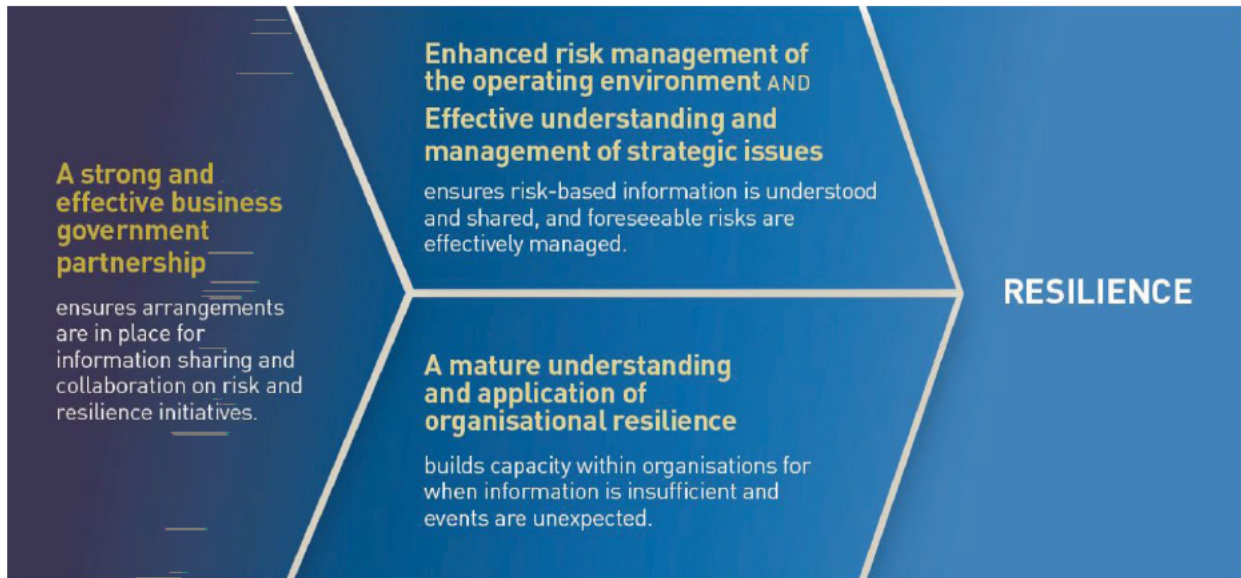 A strong and
effective business
government
partnership
ensures arrangements
are in place for
information sharing and
collaboration on risk and
resilience initiatives.
Enhanced risk management of
the operating environment AND
Effective understanding and
management of strategic issues
ensures risk-based information is understood
and shared, and foreseeable risks are
effectively managed.
A mature understanding
and application of
organisational resilience
builds capacity within organisations for
when information is insufficient and
events are unexpected.
RESILIENCE